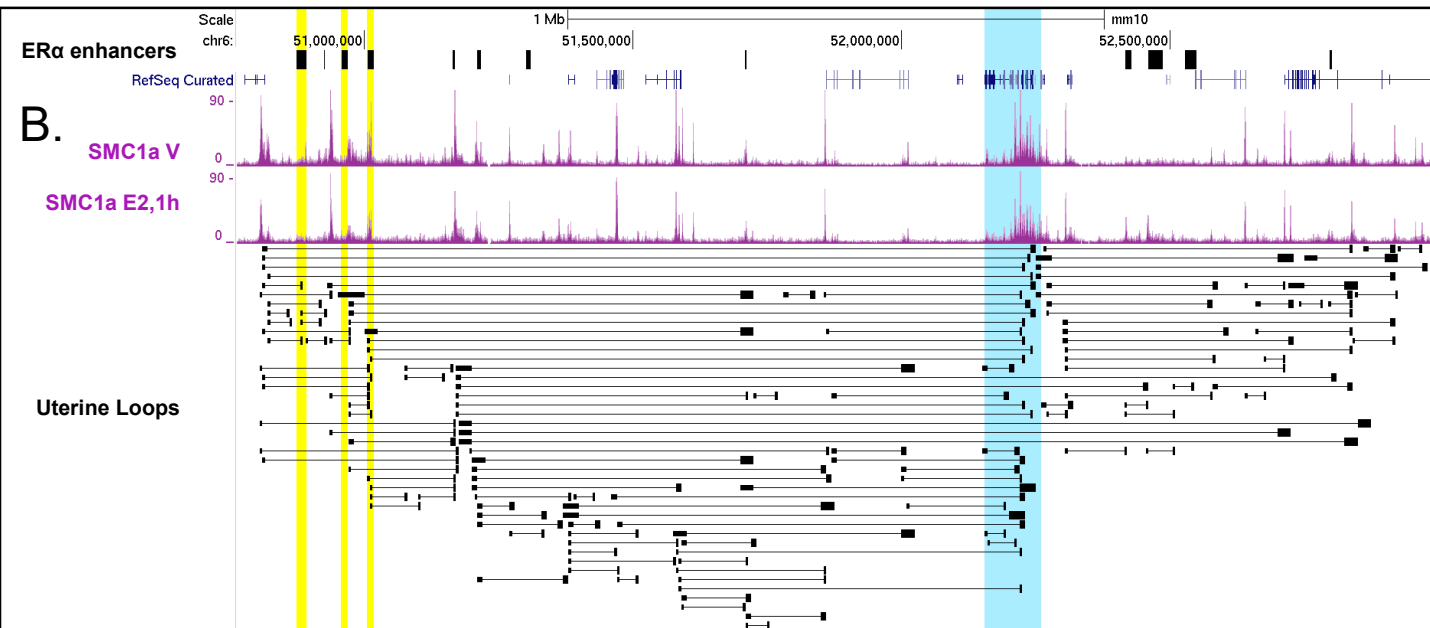 Scale 1 Mb mm10
chr6: 51,000,000 51,500,000 52,000,000 52,500,000
ERα enhancers
RefSeq Curated
90 -
B.
SMC1a V
0 _
90 -
SMC1a E2,1h
0 _
Uterine Loops